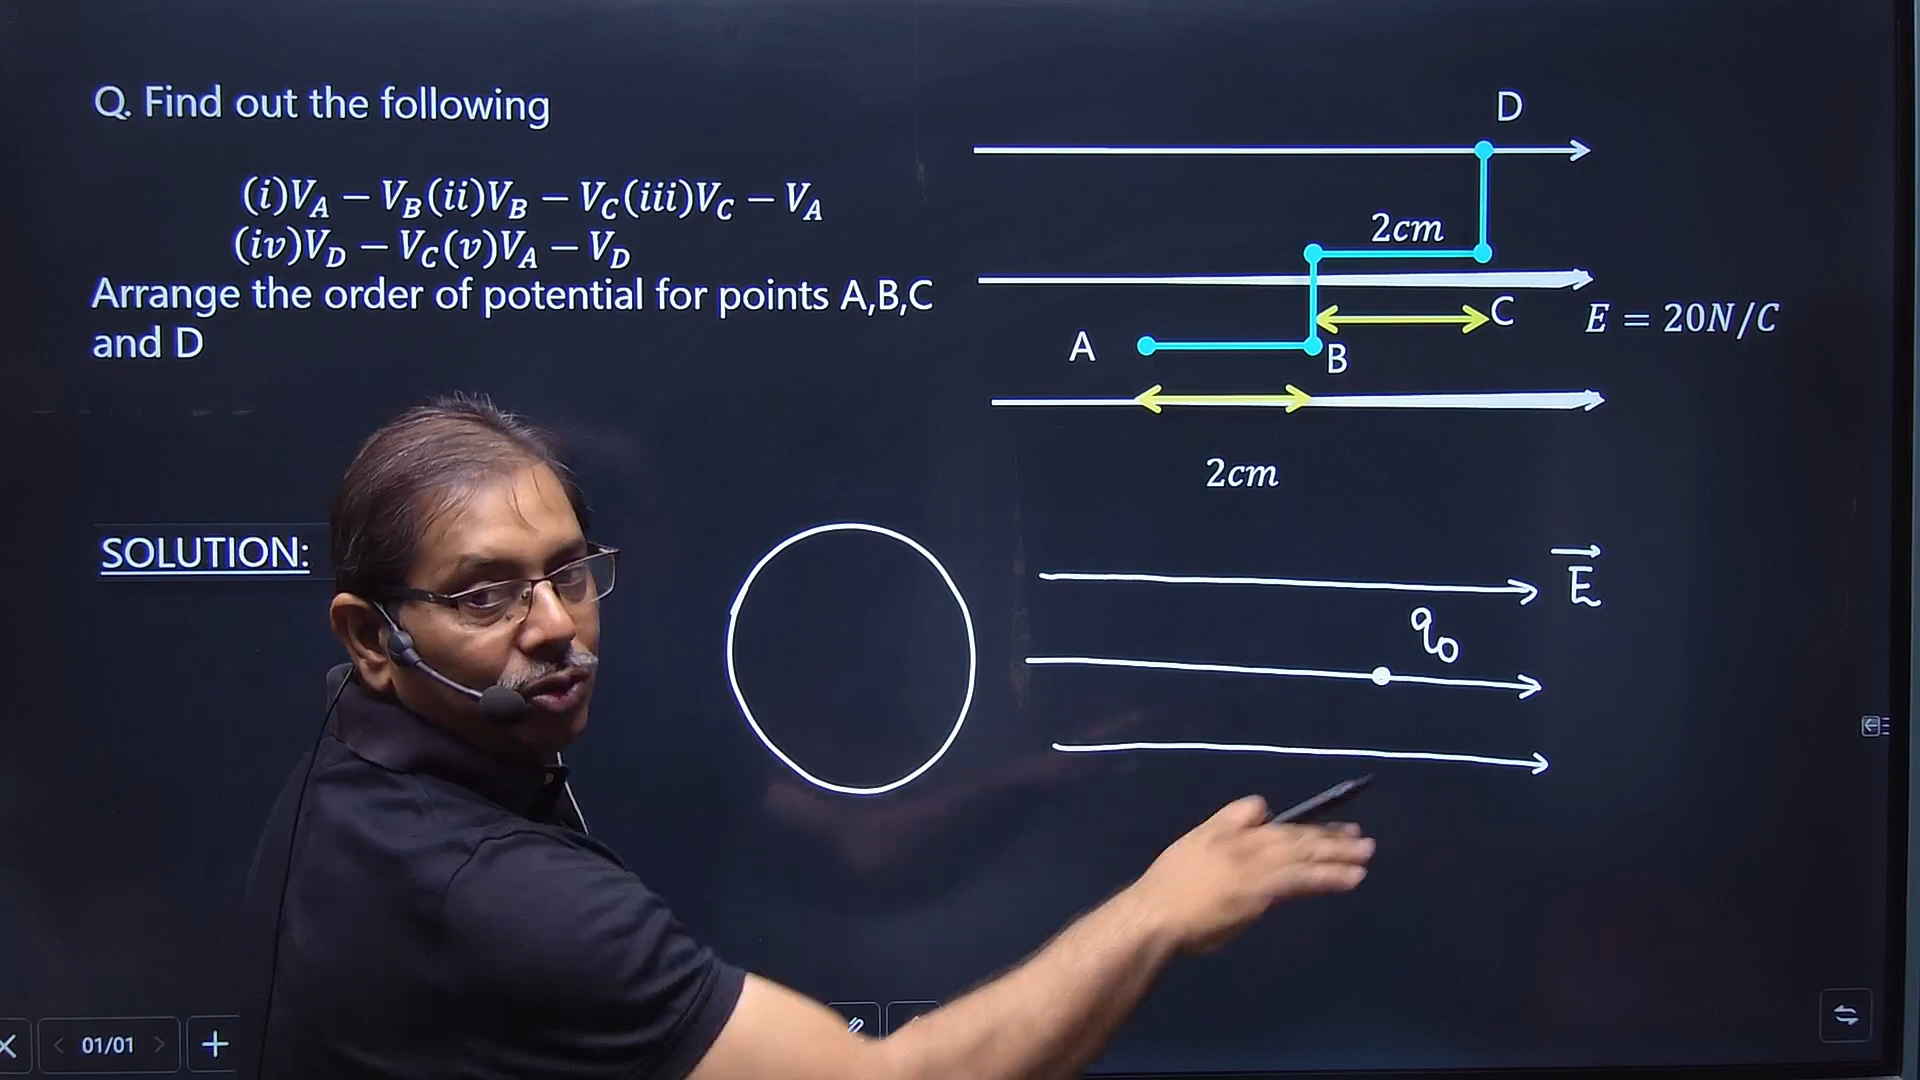 Q. Find out the following
(i)V_A − V_B(ii)V_B − V_C(iii)V_C − V_A
(iv)V_D − V_C(v)V_A − V_D
Arrange the order of potential for points A,B,C
and D
D
2cm
C
E = 20N/C
A
B
2cm
SOLUTION:
E
q₀
01/01